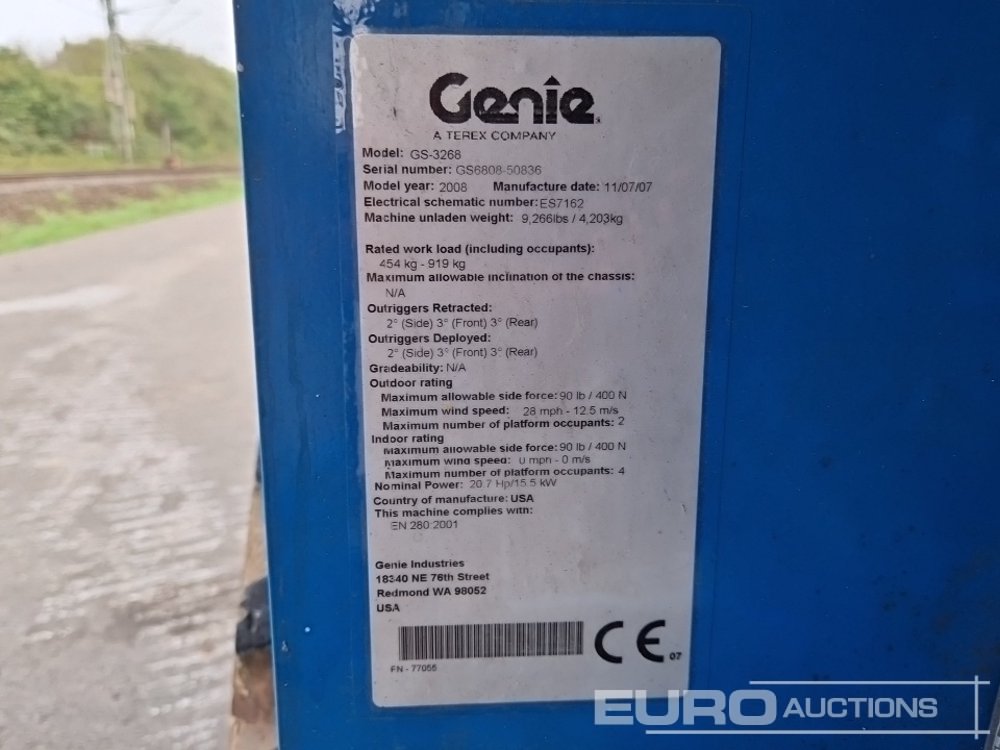 Genie
A TEREX COMPANY
Model: GS-3268
Serial number: GS6808-50836
Model year: 2008 Manufacture date: 11/07/07
Electrical schematic number: ES7162
Machine unladen weight: 9,266lbs / 4,203kg
Rated work load (including occupants):
454 kg - 919 kg
Maximum allowable inclination of the chassis:
N/A
Outriggers Retracted:
2° (Side) 3° (Front) 3° (Rear)
Outriggers Deployed:
2° (Side) 3° (Front) 3° (Rear)
Gradeability: N/A
Outdoor rating
Maximum allowable side force: 90 lb / 400 N
Maximum wind speed: 28 mph - 12.5 m/s
Maximum number of platform occupants: 2
Indoor rating
Maximum allowable side force: 90 lb / 400 N
Maximum wind speed: 0 mph - 0 m/s
Maximum number of platform occupants: 4
Nominal Power: 20.7 Hp/15.5 kW
Country of manufacture: USA
This machine complies with:
EN 280:2001
Genie Industries
18340 NE 76th Street
Redmond WA 98052
USA
CE 07
PN - 77055
EURO AUCTIONS